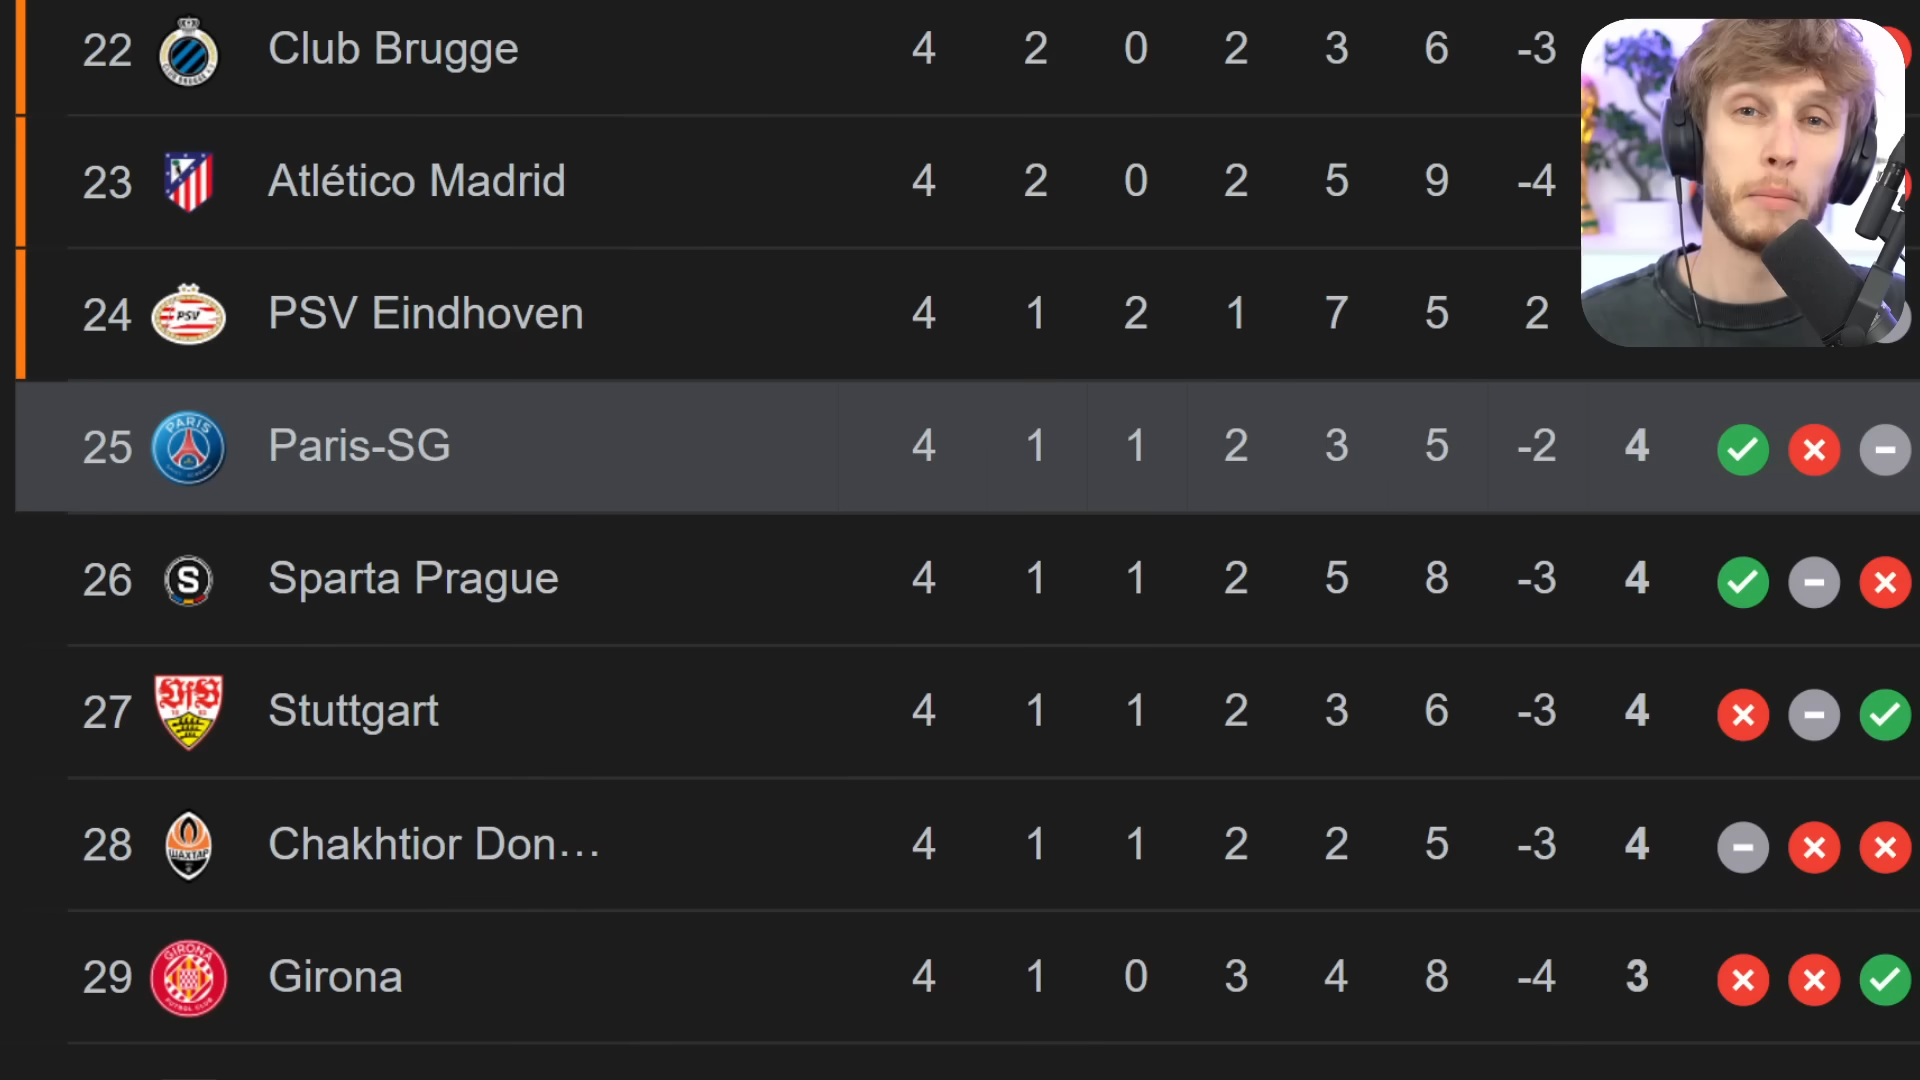 22 Club Brugge 4 2 0 2 3 6 -3
23 Atlético Madrid 4 2 0 2 5 9 -4
24 PSV Eindhoven 4 1 2 1 7 5 2
25 Paris-SG 4 1 1 2 3 5 -2 4
26 Sparta Prague 4 1 1 2 5 8 -3 4
27 Stuttgart 4 1 1 2 3 6 -3 4
28 Chakhtior Don... 4 1 1 2 2 5 -3 4
29 Girona 4 1 0 3 4 8 -4 3